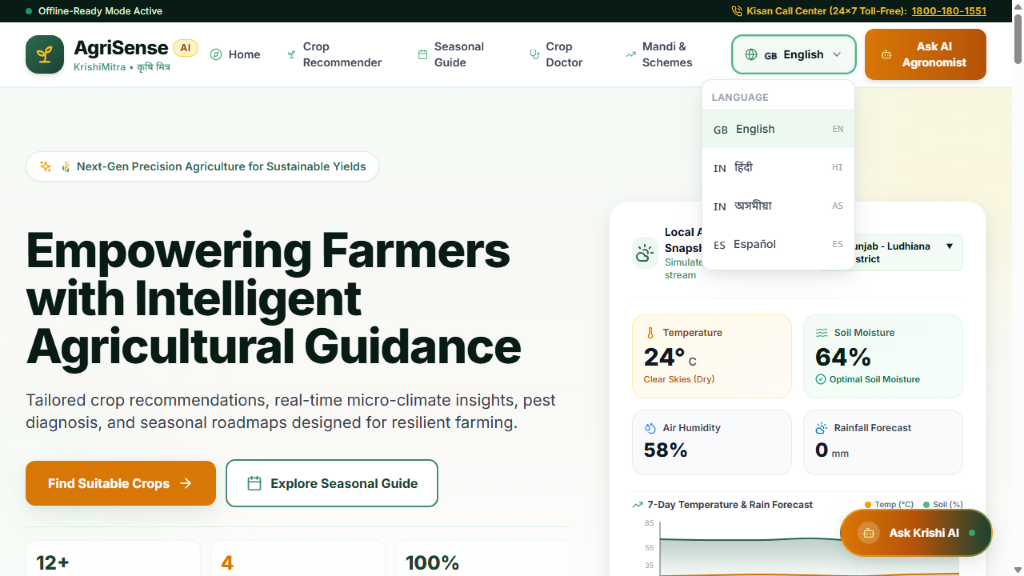 Offline-Ready Mode Active
Kisan Call Center (24×7 Toll-Free): 1800-180-1551
AgriSense AI
KrishiMitra • कृषि मित्र
Home
Crop
Recommender
Seasonal
Guide
Crop
Doctor
Mandi &
Schemes
GB English
Ask AI
Agronomist
LANGUAGE
GB English EN
IN हिंदी HI
IN অসমীয়া AS
ES Español ES
Next-Gen Precision Agriculture for Sustainable Yields
Empowering Farmers
with Intelligent
Agricultural Guidance
Tailored crop recommendations, real-time micro-climate insights, pest
diagnosis, and seasonal roadmaps designed for resilient farming.
Find Suitable Crops
Explore Seasonal Guide
12+
4
100%
Local
stream
- Ludhiana
Temperature
24° C
Clear Skies (Dry)
Soil Moisture
64%
Optimal Soil Moisture
Air Humidity
58%
Rainfall Forecast
0 mm
7-Day Temperature & Rain Forecast
Temp (°C)
Soil (%)
85
55
35
Ask Krishi AI